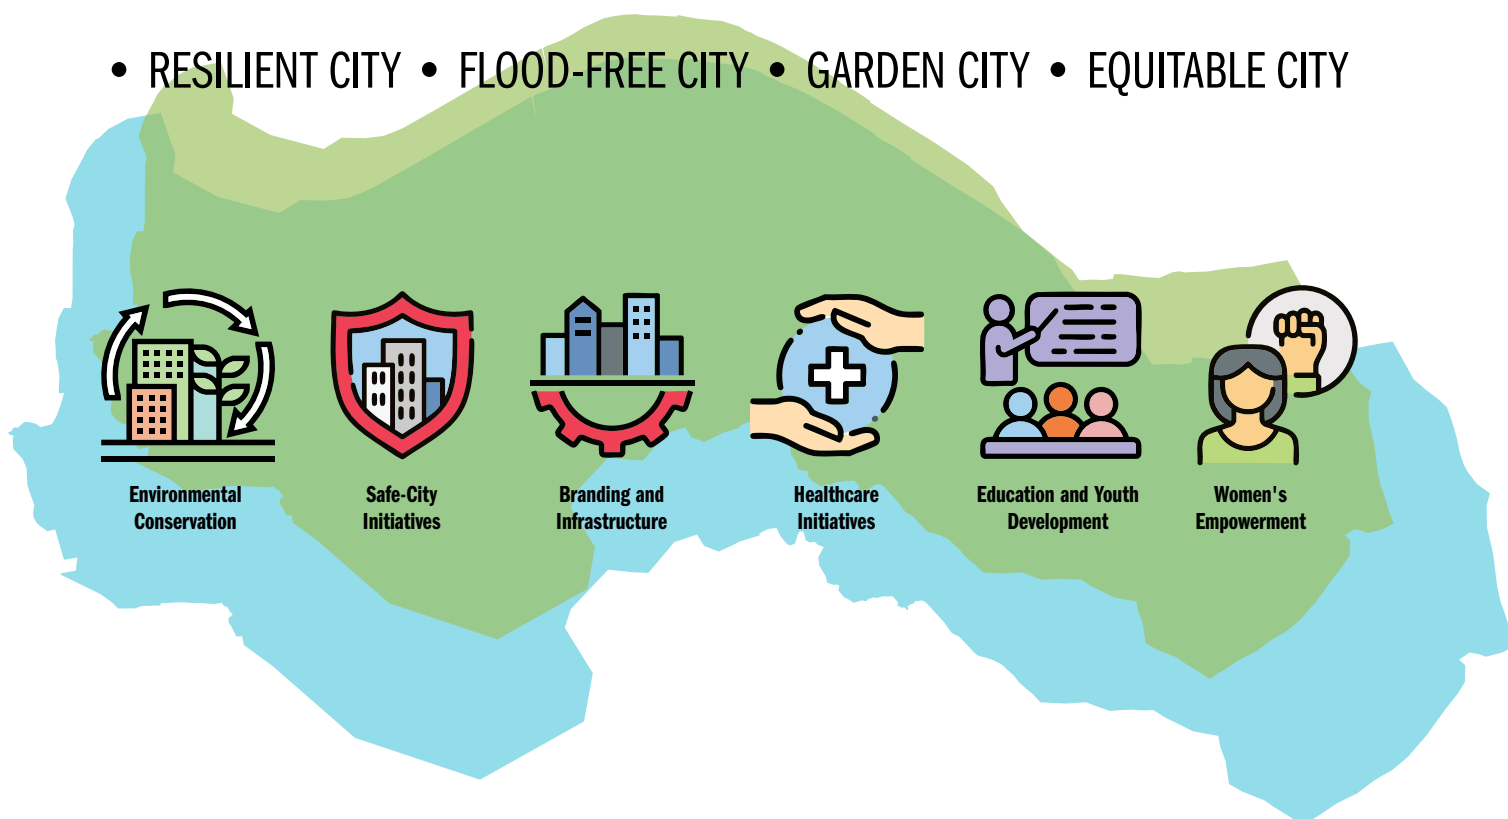 • RESILIENT CITY • FLOOD-FREE CITY • GARDEN CITY • EQUITABLE CITY
Environmental
Conservation
Safe-City
Initiatives
Branding and
Infrastructure
Healthcare
Initiatives
Education and Youth
Development
Women's
Empowerment